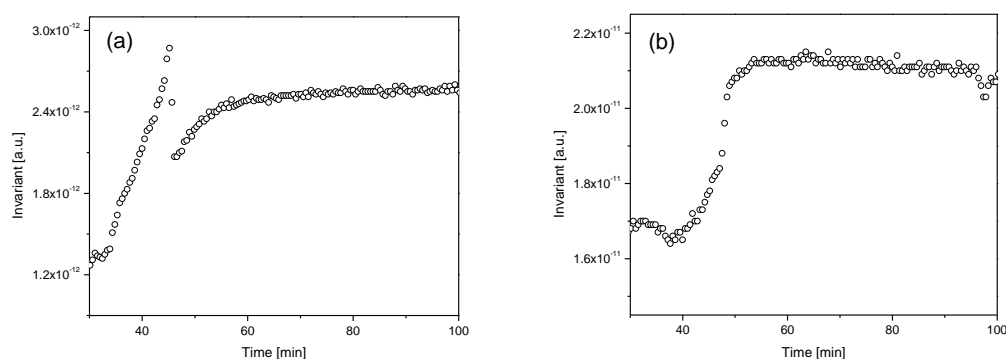 (a)
3.0x10-12
2.4x10-12
1.8x10-12
1.2x10-12
Invariant [a.u.]
40 60 80 100
Time [min]
(b)
2.2x10-11
2.0x10-11
1.8x10-11
1.6x10-11
Invariant [a.u.]
40 60 80 100
Time [min]